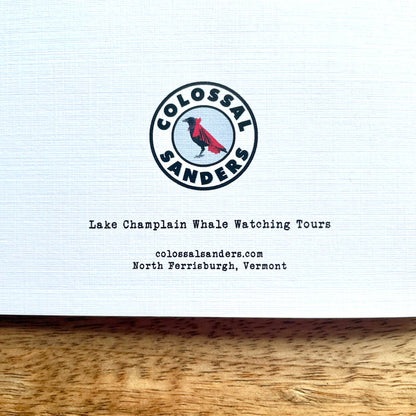 COLOSSAL
SANDERS
Lake Champlain Whale Watching Tours
colossalsanders.com
North Ferrisburgh, Vermont